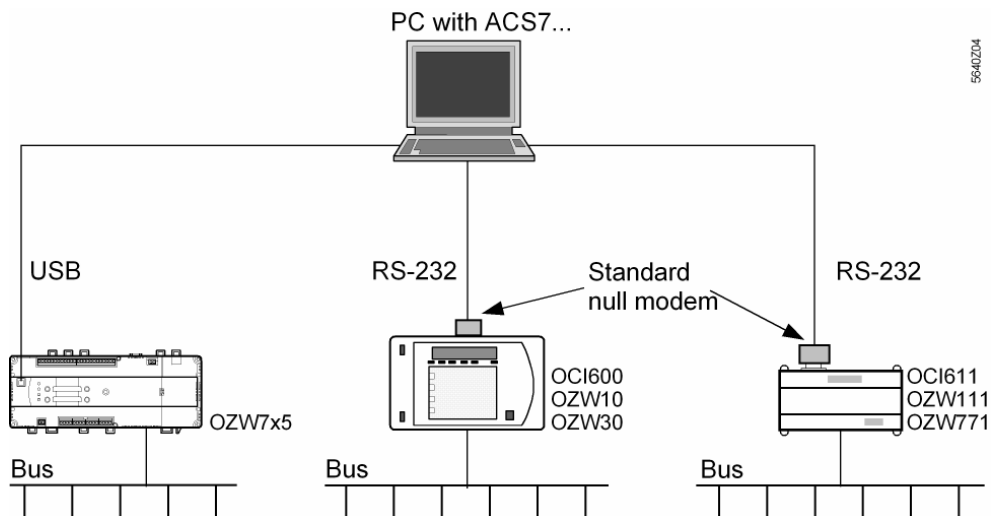 PC with ACS7...
5640Z04
USB
RS-232
Standard
null modem
RS-232
OZW7x5
OCI600
OZW10
OZW30
OCI611
OZW111
OZW771
Bus
Bus
Bus